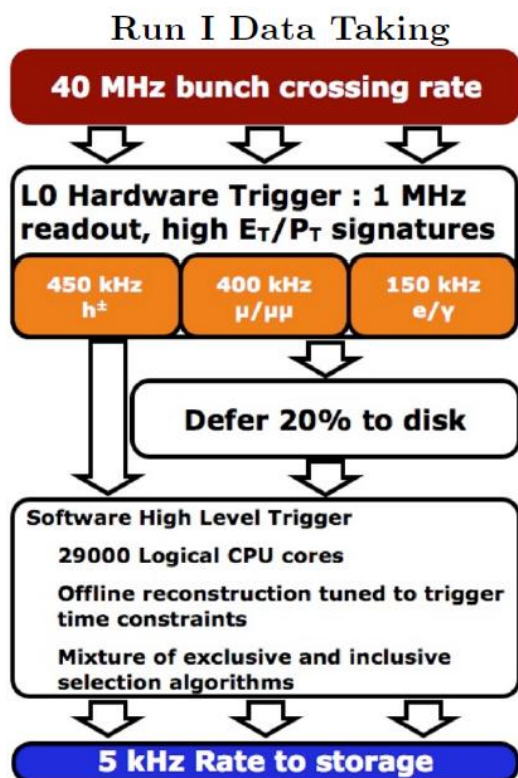 Run I Data Taking
40 MHz bunch crossing rate
L0 Hardware Trigger : 1 MHz
readout, high E_T/P_T signatures
450 kHz
h±
400 kHz
μ/μμ
150 kHz
e/γ
Defer 20% to disk
Software High Level Trigger
29000 Logical CPU cores
Offline reconstruction tuned to trigger
time constraints
Mixture of exclusive and inclusive
selection algorithms
5 kHz Rate to storage